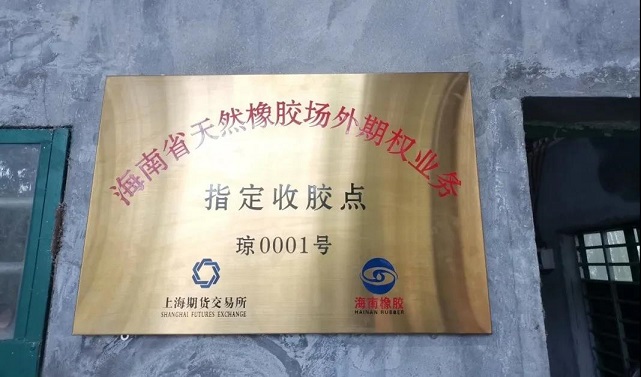 海南省天然橡胶场外期权业务
指定收胶点
琼0001号
上海期货交易所
SHANGHAI FUTURES EXCHANGE
海南橡胶
HAINAN RUBBER